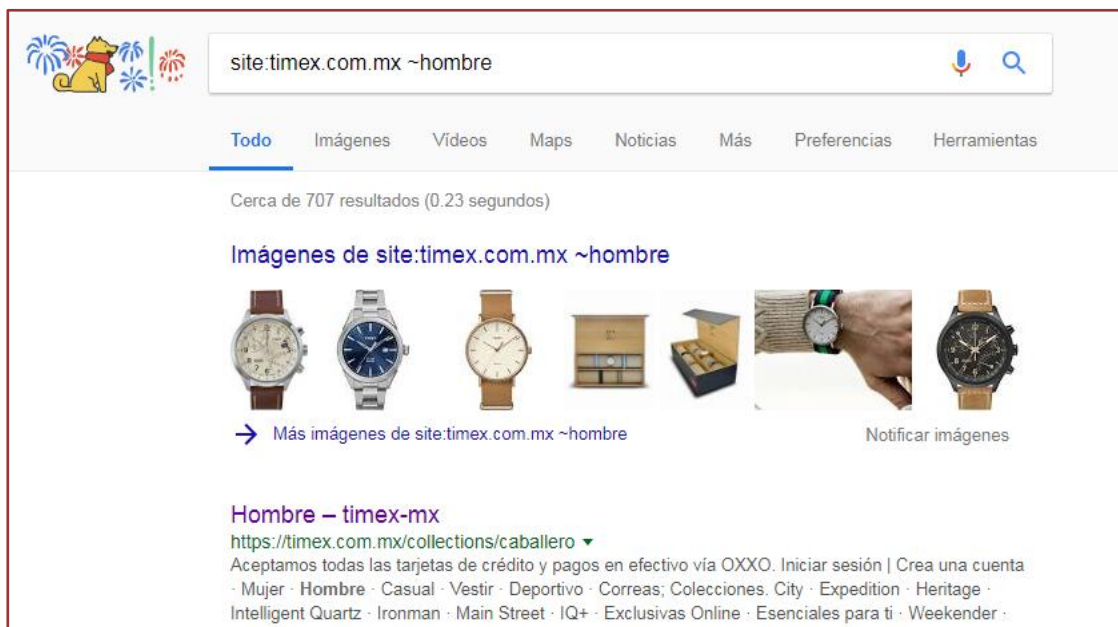 site:timex.com.mx ~hombre
Todo Imágenes Vídeos Maps Noticias Más Preferencias Herramientas
Cerca de 707 resultados (0.23 segundos)
Imágenes de site:timex.com.mx ~hombre
Más imágenes de site:timex.com.mx ~hombre Notificar imágenes
Hombre – timex-mx
https://timex.com.mx/collections/caballero
Aceptamos todas las tarjetas de crédito y pagos en efectivo vía OXXO. Iniciar sesión | Crea una cuenta
· Mujer · Hombre · Casual · Vestir · Deportivo · Correas; Colecciones. City · Expedition · Heritage ·
Intelligent Quartz · Ironman · Main Street · IQ+ · Exclusivas Online · Esenciales para ti · Weekender ·